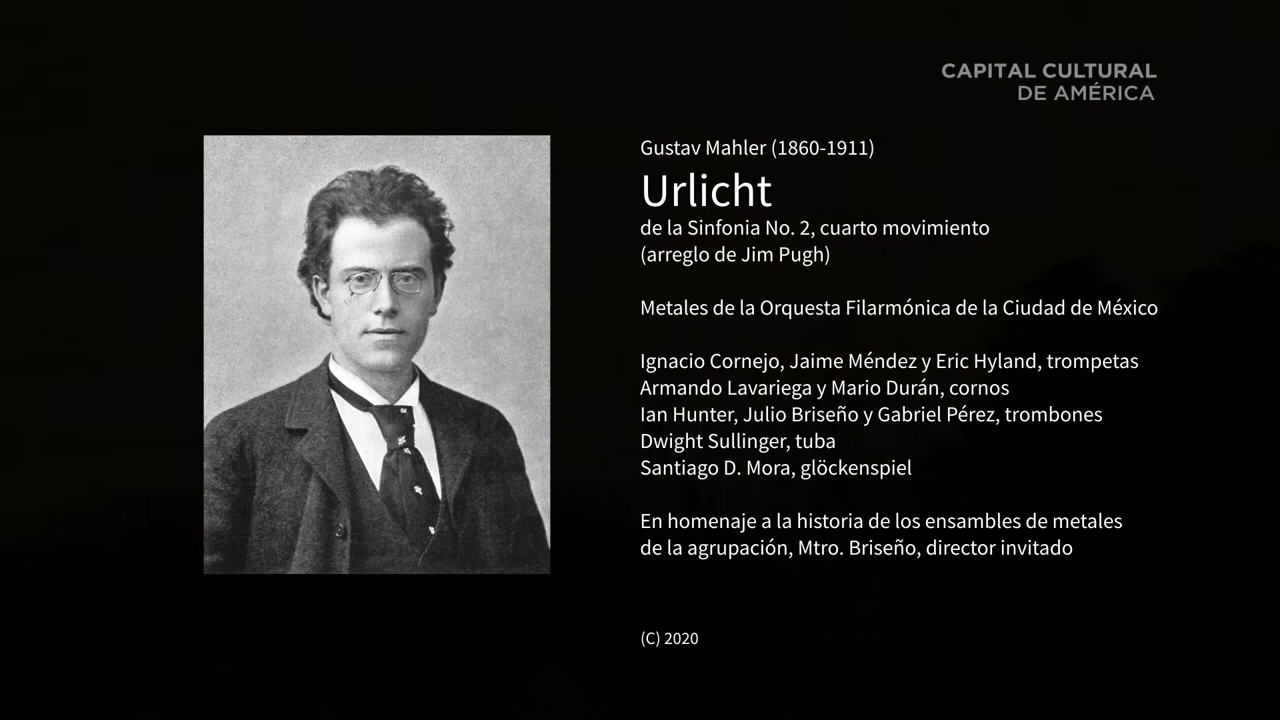 CAPITAL CULTURAL
DE AMÉRICA
Gustav Mahler (1860-1911)
Urlicht
de la Sinfonia No. 2, cuarto movimiento
(arreglo de Jim Pugh)
Metales de la Orquesta Filarmónica de la Ciudad de México
Ignacio Cornejo, Jaime Méndez y Eric Hyland, trompetas
Armando Lavariega y Mario Durán, cornos
Ian Hunter, Julio Briseño y Gabriel Pérez, trombones
Dwight Sullinger, tuba
Santiago D. Mora, glöckenspiel
En homenaje a la historia de los ensambles de metales
de la agrupación, Mtro. Briseño, director invitado
(C) 2020